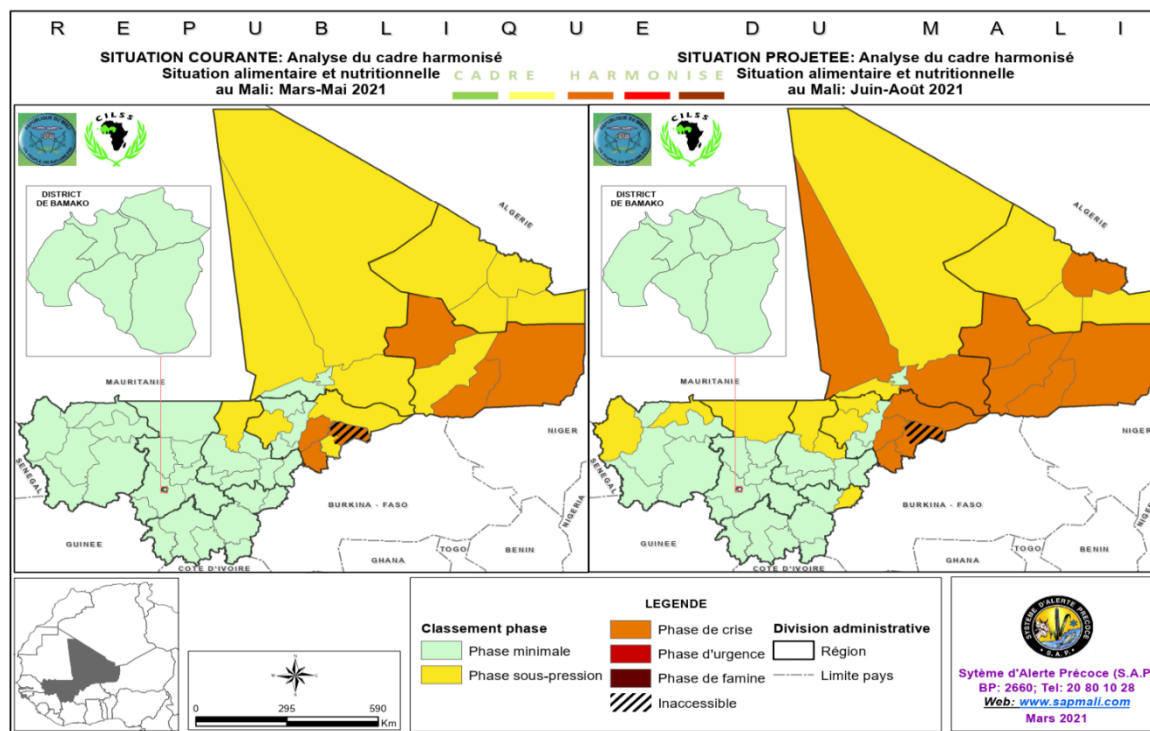 R E P U B L I Q U E D U M A L I
SITUATION COURANTE: Analyse du cadre harmonisé
Situation alimentaire et nutritionnelle
au Mali: Mars-Mai 2021
CADRE HARMONISE
SITUATION PROJETEE: Analyse du cadre harmonisé
Situation alimentaire et nutritionnelle
au Mali: Juin-Août 2021
CILSS
DISTRICT
DE BAMAKO
ALGERIE
MAURITANIE
NIGER
SENEGAL
BURKINA - FASO
NIGERIA
GUINEE
TOGO
BENIN
GHANA
COTE D'IVOIRE
CILSS
DISTRICT
DE BAMAKO
ALGERIE
MAURITANIE
NIGER
SENEGAL
BURKINA - FASO
NIGERIA
GUINEE
TOGO
BENIN
GHANA
COTE D'IVOIRE
0 295 590
Km
LEGENDE
Classement phase
Phase minimale
Phase sous-pression
Phase de crise
Phase d'urgence
Phase de famine
Inaccessible
Division administrative
Région
Limite pays
SYSTEME D'ALERTE PRECOCE
S.A.P.
Sytème d'Alerte Précoce (S.A.P
BP: 2660; Tel: 20 80 10 28
Web: www.sapmali.com
Mars 2021